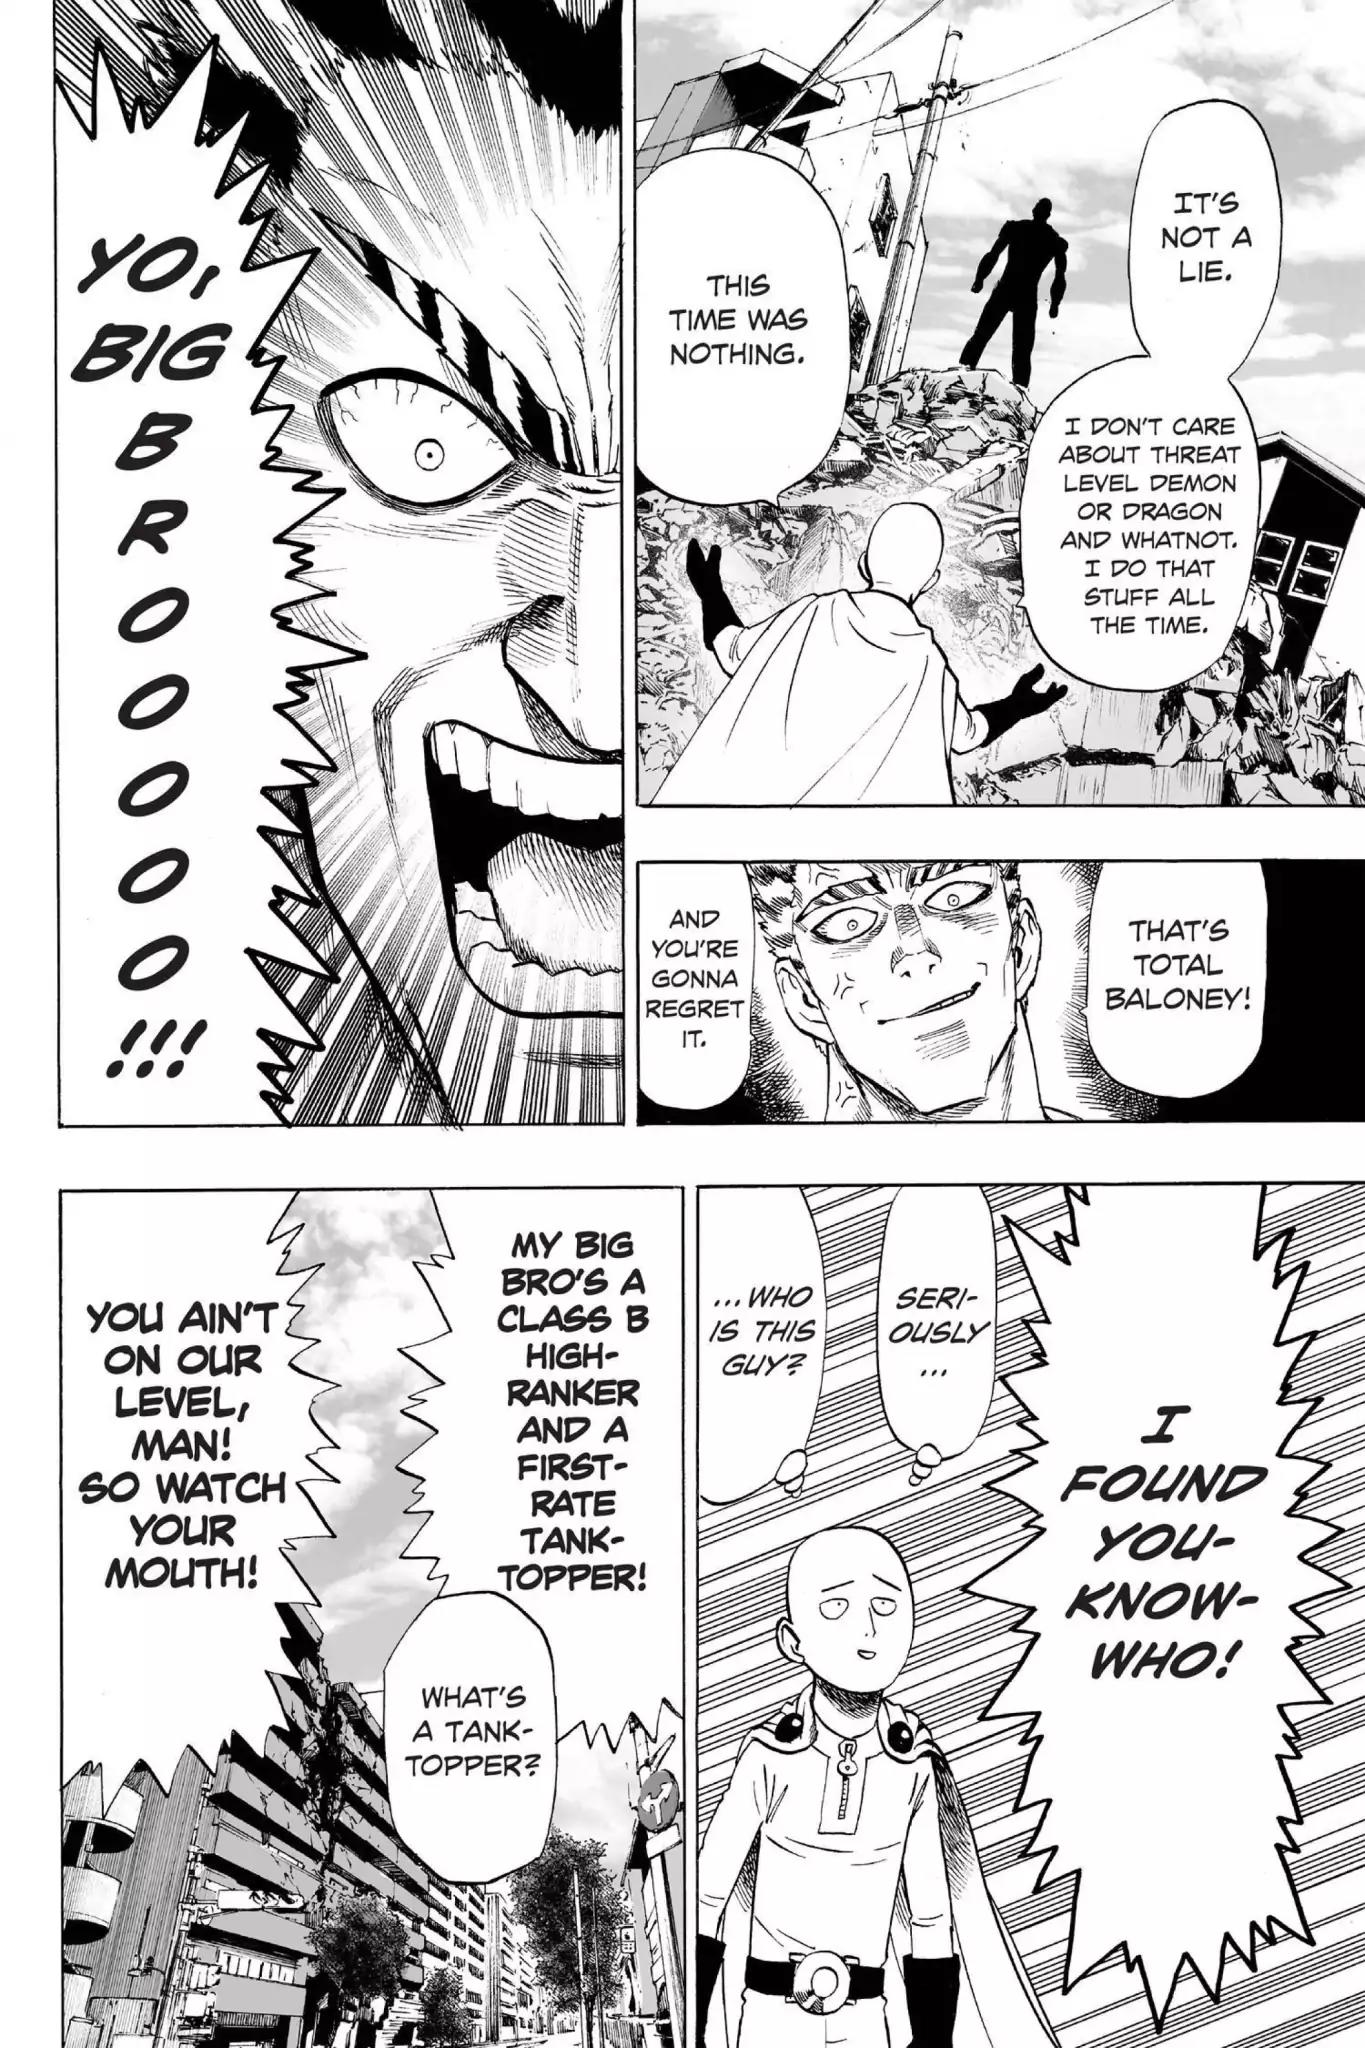 IT'S
NOT A
LIE.
I DON'T CARE
ABOUT THREAT
LEVEL DEMON
OR DRAGON
AND WHATNOT.
I DO THAT
STUFF ALL
THE TIME.
THIS
TIME WAS
NOTHING.
THAT'S
TOTAL
BALONEY!
AND
YOU'RE
GONNA
REGRET
IT.
YO,
BIG
B
R
O
O
O
O
O
!!!
I
FOUND
YOU-
KNOW-
WHO!
SERI-
OUSLY
...
...WHO
IS THIS
GUY?
MY BIG
BRO'S A
CLASS B
HIGH-
RANKER
AND A
FIRST-
RATE
TANK-
TOPPER!
WHAT'S
A TANK-
TOPPER?
YOU AIN'T
ON OUR
LEVEL,
MAN!
SO WATCH
YOUR
MOUTH!